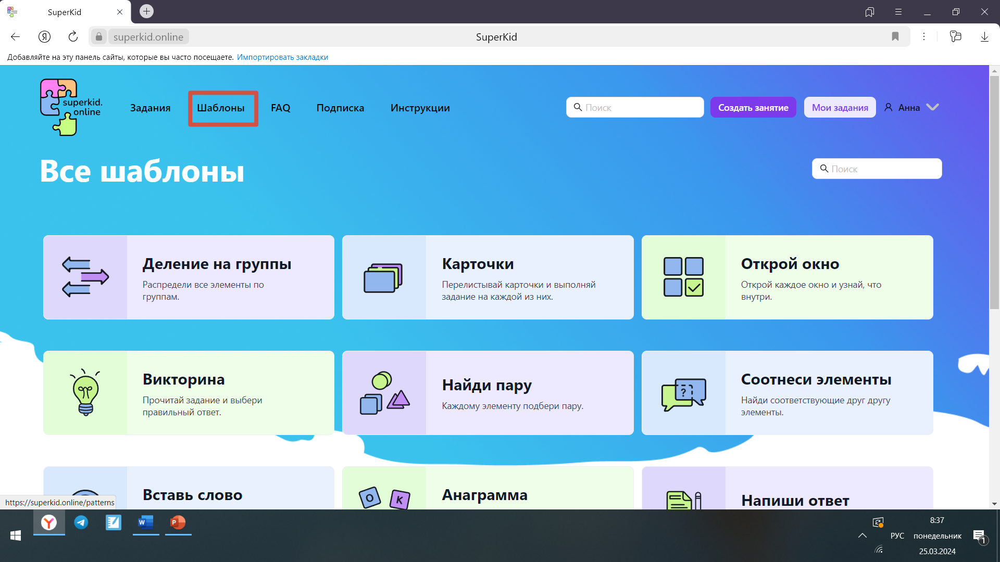 SuperKid
superkid.online
SuperKid
Добавляйте на эту панель сайты, которые вы часто посещаете. Импортировать закладки
superkid.
online
Задания
Шаблоны
FAQ
Подписка
Инструкции
Поиск
Создать занятие
Мои задания
Анна
Все шаблоны
Поиск
Деление на группы
Распредели все элементы по
группам.
Карточки
Перелистывай карточки и выполняй
задание на каждой из них.
Открой окно
Открой каждое окно и узнай, что
внутри.
Викторина
Прочитай задание и выбери
правильный ответ.
Найди пару
Каждому элементу подбери пару.
?
Соотнеси элементы
Найди соответствующие друг другу
элементы.
Вставь слово
О К
Анаграмма
Напиши ответ
https://superkid.online/patterns
W
P
8:37
РУС
понедельник
25.03.2024
1